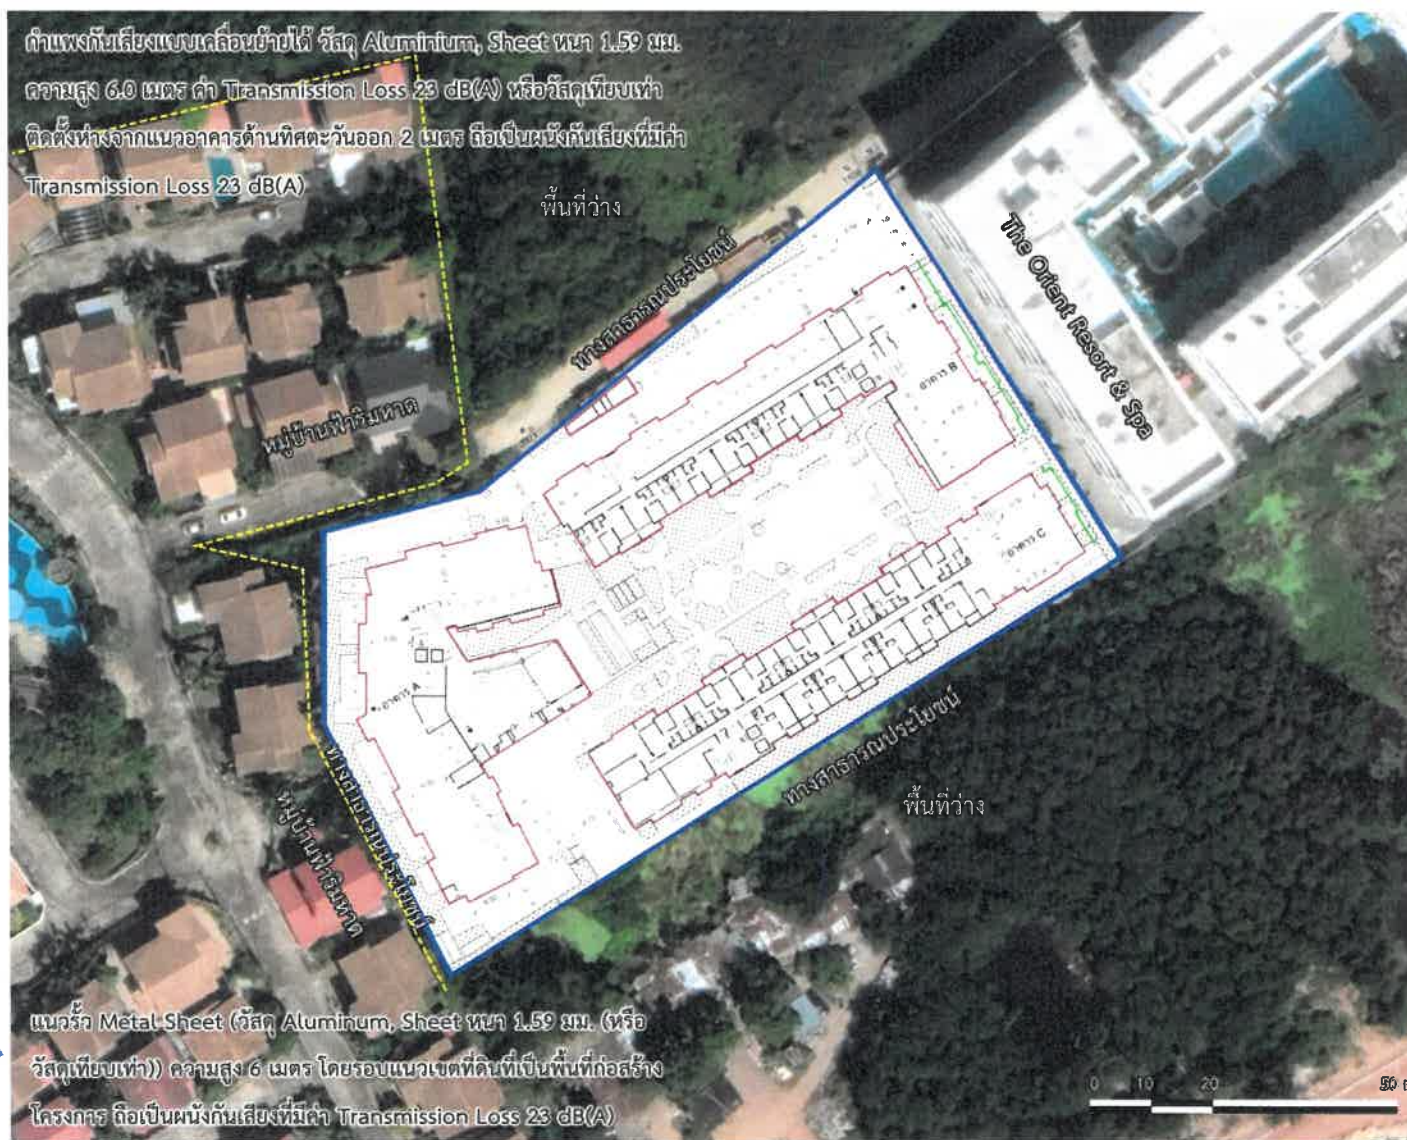 กำแพงกันเสียงแบบเคลื่อนย้ายได้ วัสดุ Aluminium, Sheet หนา 1.59 มม.
ความสูง 6.0 เมตร ค่า Transmission Loss 23 dB(A) หรือวัสดุเทียบเท่า
ติดตั้งห่างจากแนวอาคารด้านทิศตะวันออก 2 เมตร ถือเป็นผนังกันเสียงที่มีค่า
Transmission Loss 23 dB(A)
พื้นที่ว่าง
ทางสาธารณประโยชน์
The Orient Resort & Spa
หมู่บ้านฟ้าริมหาด
อาคาร B
อาคาร C
อาคาร A
ทางสาธารณประโยชน์
พื้นที่ว่าง
ทางสาธารณประโยชน์
หมู่บ้านฟ้าริมหาด
แนวรั้ว Metal Sheet (วัสดุ Aluminum, Sheet หนา 1.59 มม. (หรือ
วัสดุเทียบเท่า)) ความสูง 6 เมตร โดยรอบแนวเขตที่ดินที่เป็นพื้นที่ก่อสร้าง
โครงการ ถือเป็นผนังกันเสียงที่มีค่า Transmission Loss 23 dB(A)
0 10 20 50